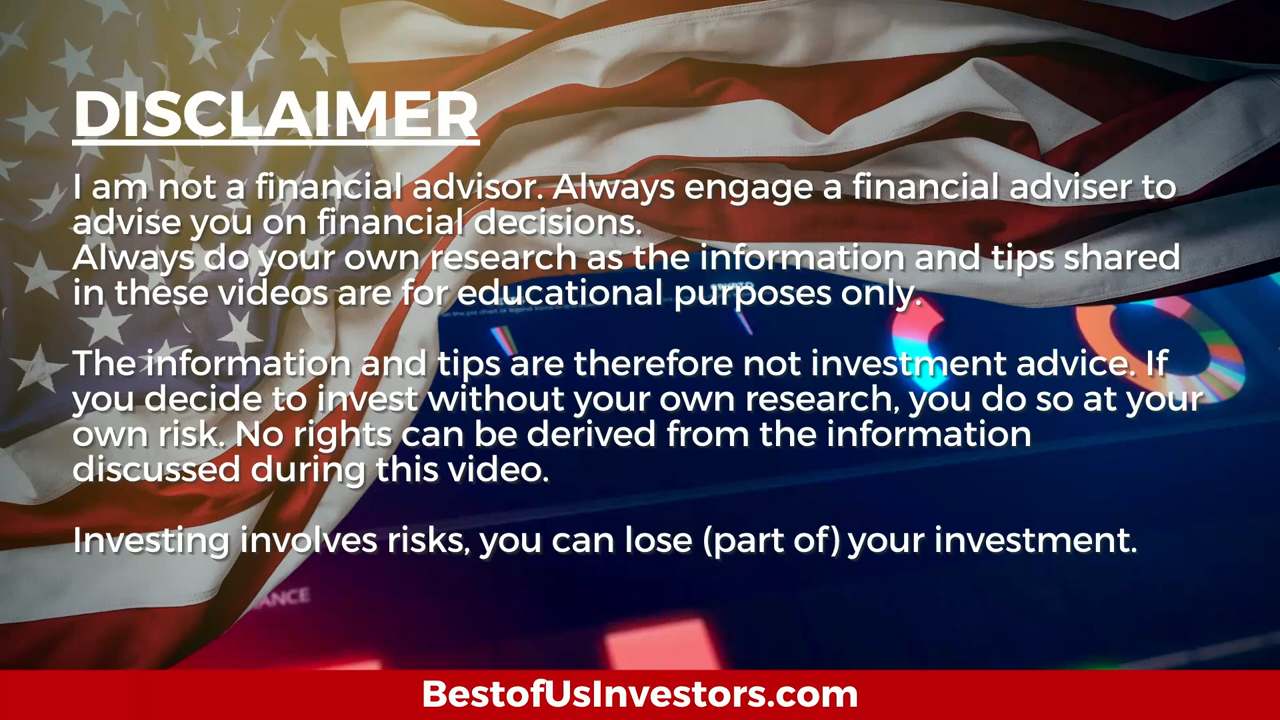 DISCLAIMER
I am not a financial advisor. Always engage a financial adviser to
advise you on financial decisions.
Always do your own research as the information and tips shared
in these videos are for educational purposes only.
The information and tips are therefore not investment advice. If
you decide to invest without your own research, you do so at your
own risk. No rights can be derived from the information
discussed during this video.
Investing involves risks, you can lose (part of) your investment.
BestofUsInvestors.com